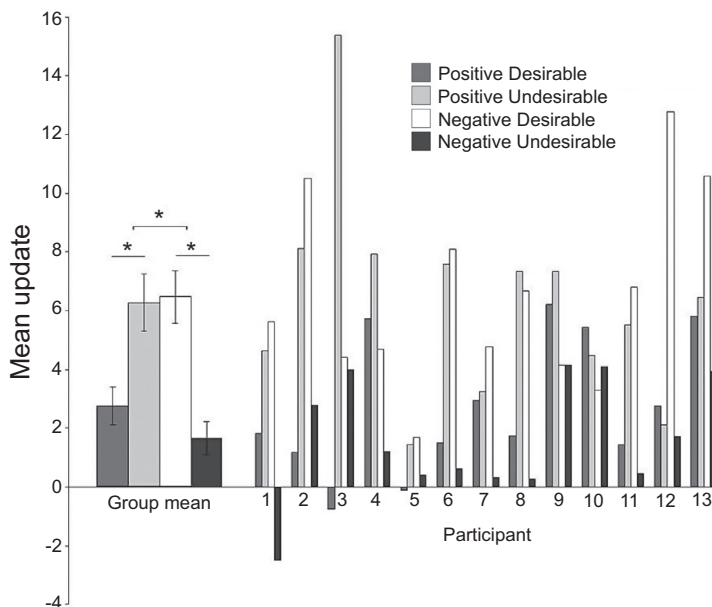 16
14
12
10
8
6
4
2
0
-2
-4
Mean update
Positive Desirable
Positive Undesirable
Negative Desirable
Negative Undesirable
*
* *
Group mean
1 2 3 4 5 6 7 8 9 10 11 12 13
Participant